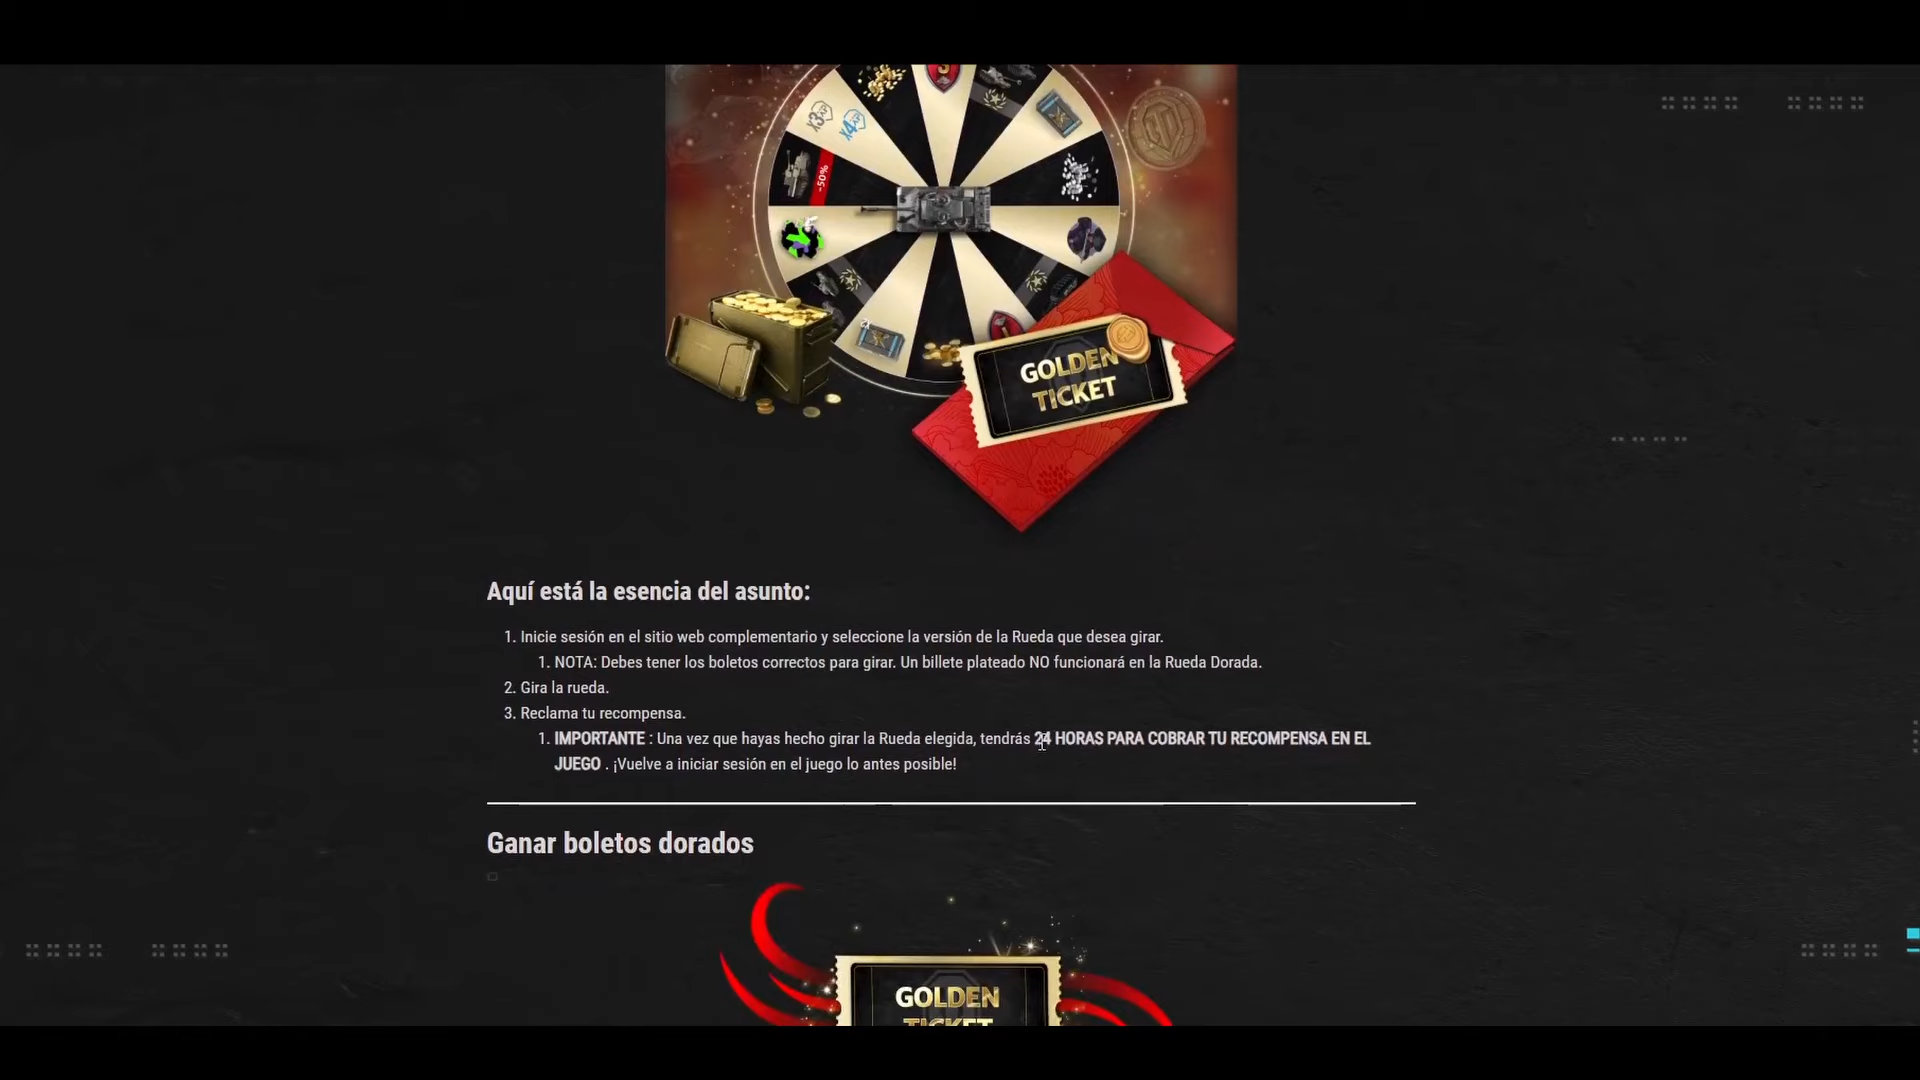 x3XP
x4XP
-50%
GOLDEN
TICKET
Aquí está la esencia del asunto:
1. Inicie sesión en el sitio web complementario y seleccione la versión de la Rueda que desea girar.
1. NOTA: Debes tener los boletos correctos para girar. Un billete plateado NO funcionará en la Rueda Dorada.
2. Gira la rueda.
3. Reclama tu recompensa.
1. IMPORTANTE : Una vez que hayas hecho girar la Rueda elegida, tendrás 24 HORAS PARA COBRAR TU RECOMPENSA EN EL
JUEGO . ¡Vuelve a iniciar sesión en el juego lo antes posible!
Ganar boletos dorados
GOLDEN
TICKET